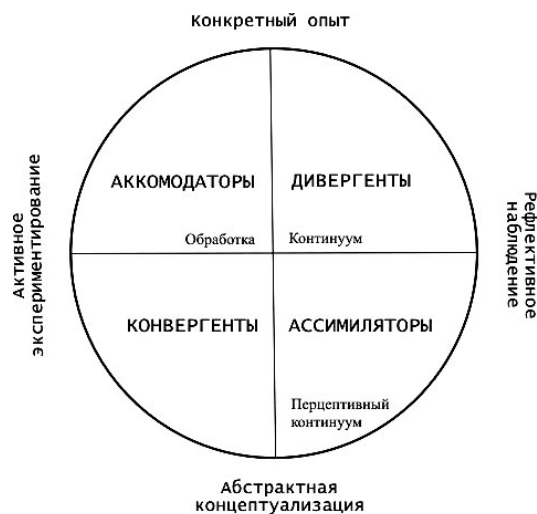 Конкретный опыт
Активное
экспериментирование
АККОМОДАТОРЫ
ДИВЕРГЕНТЫ
Рефлективное
наблюдение
Обработка
Континуум
КОНВЕРГЕНТЫ
АССИМИЛЯТОРЫ
Перцептивный
континуум
Абстрактная
концептуализация